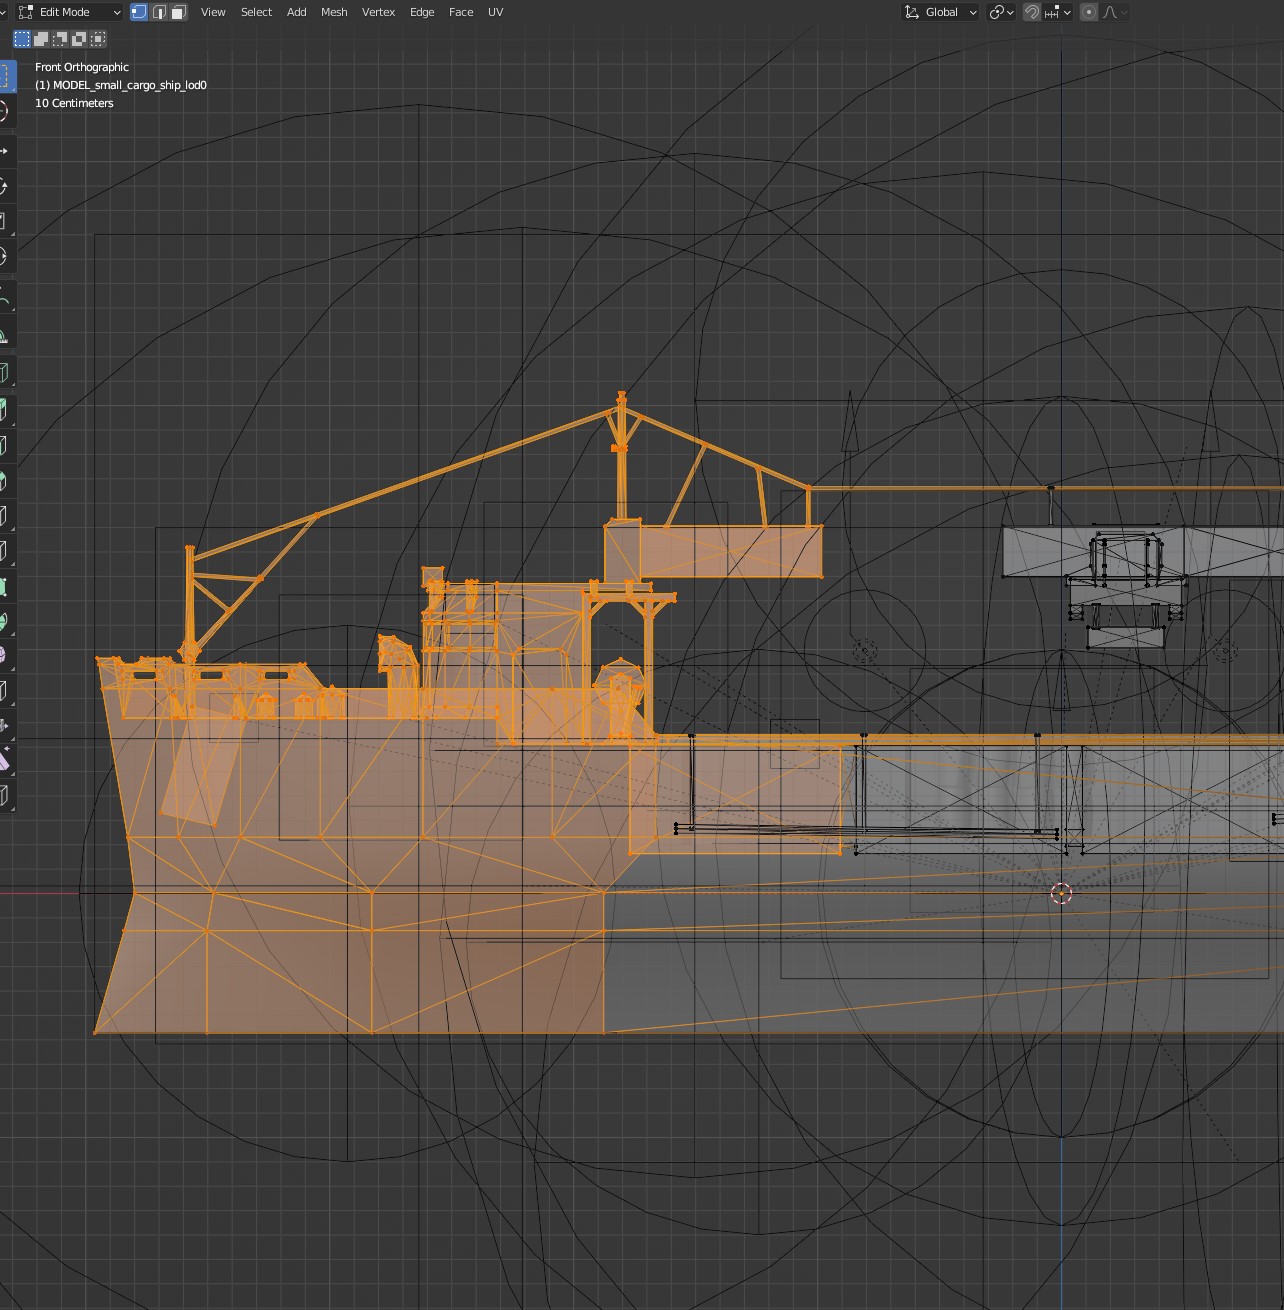 Edit Mode View Select Add Mesh Vertex Edge Face UV Global
Front Orthographic
(1) MODEL_small_cargo_ship_lod0
10 Centimeters